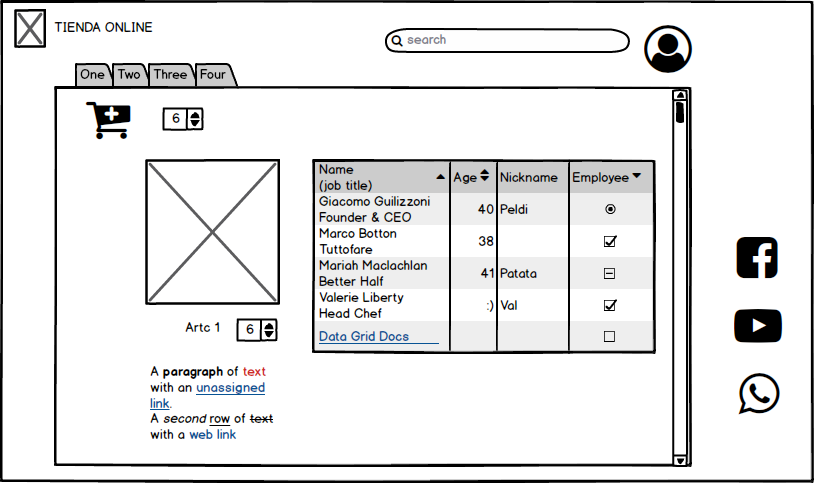 TIENDA ONLINE
search
One Two Three Four
6
Name
(job title)
Age Nickname Employee
Giacomo Guilizzoni
Founder & CEO
40 Peldi
Marco Botton
Tuttofare
38
Mariah Maclachlan
Better Half
41 Patata
Valerie Liberty
Head Chef
:) Val
Data Grid Docs
Artc 1 6
A paragraph of text
with an unassigned
link.
A second row of text
with a web link